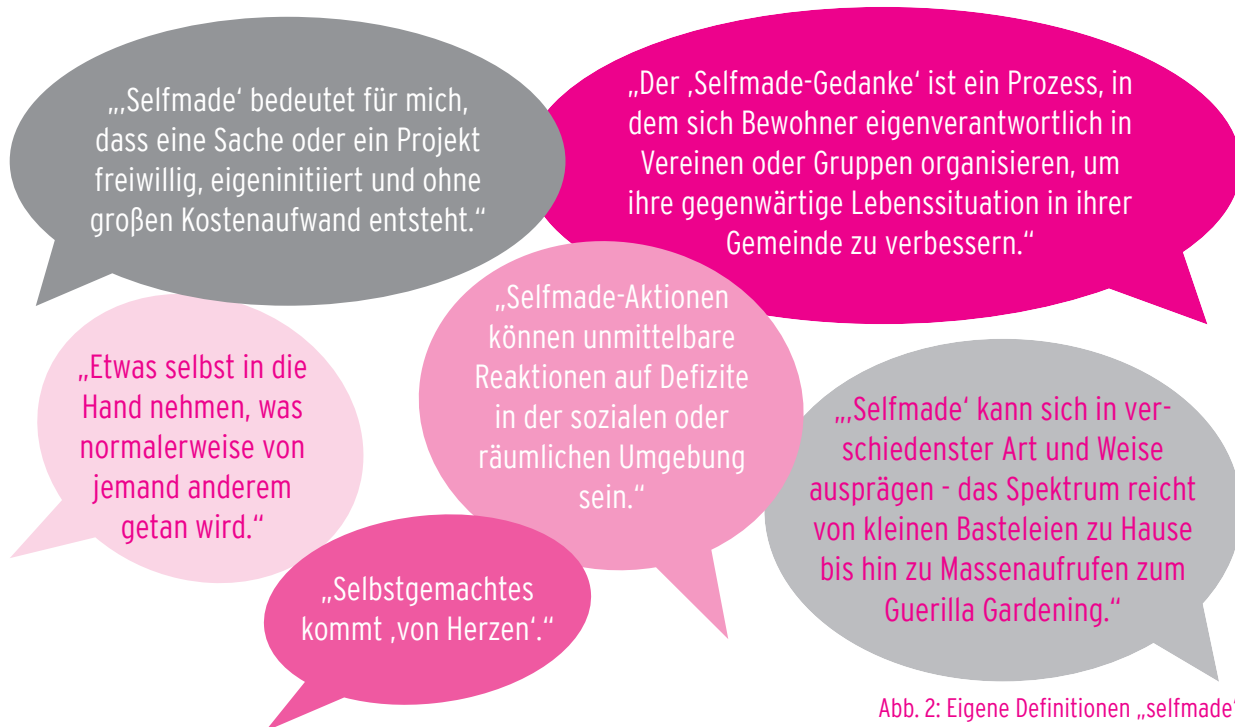 „‚Selfmade‘ bedeutet für mich,
dass eine Sache oder ein Projekt
freiwillig, eigeninitiiert und ohne
großen Kostenaufwand entsteht.“
„Der ‚Selfmade-Gedanke‘ ist ein Prozess, in
dem sich Bewohner eigenverantwortlich in
Vereinen oder Gruppen organisieren, um
ihre gegenwärtige Lebenssituation in ihrer
Gemeinde zu verbessern.“
„Etwas selbst in die
Hand nehmen, was
normalerweise von
jemand anderem
getan wird.“
„Selfmade-Aktionen
können unmittelbare
Reaktionen auf Defizite
in der sozialen oder
räumlichen Umgebung
sein.“
„‚Selfmade‘ kann sich in ver-
schiedenster Art und Weise
ausprägen - das Spektrum reicht
von kleinen Basteleien zu Hause
bis hin zu Massenaufrufen zum
Guerilla Gardening.“
„Selbstgemachtes
kommt ‚von Herzen‘.“
Abb. 2: Eigene Definitionen „selfmade“